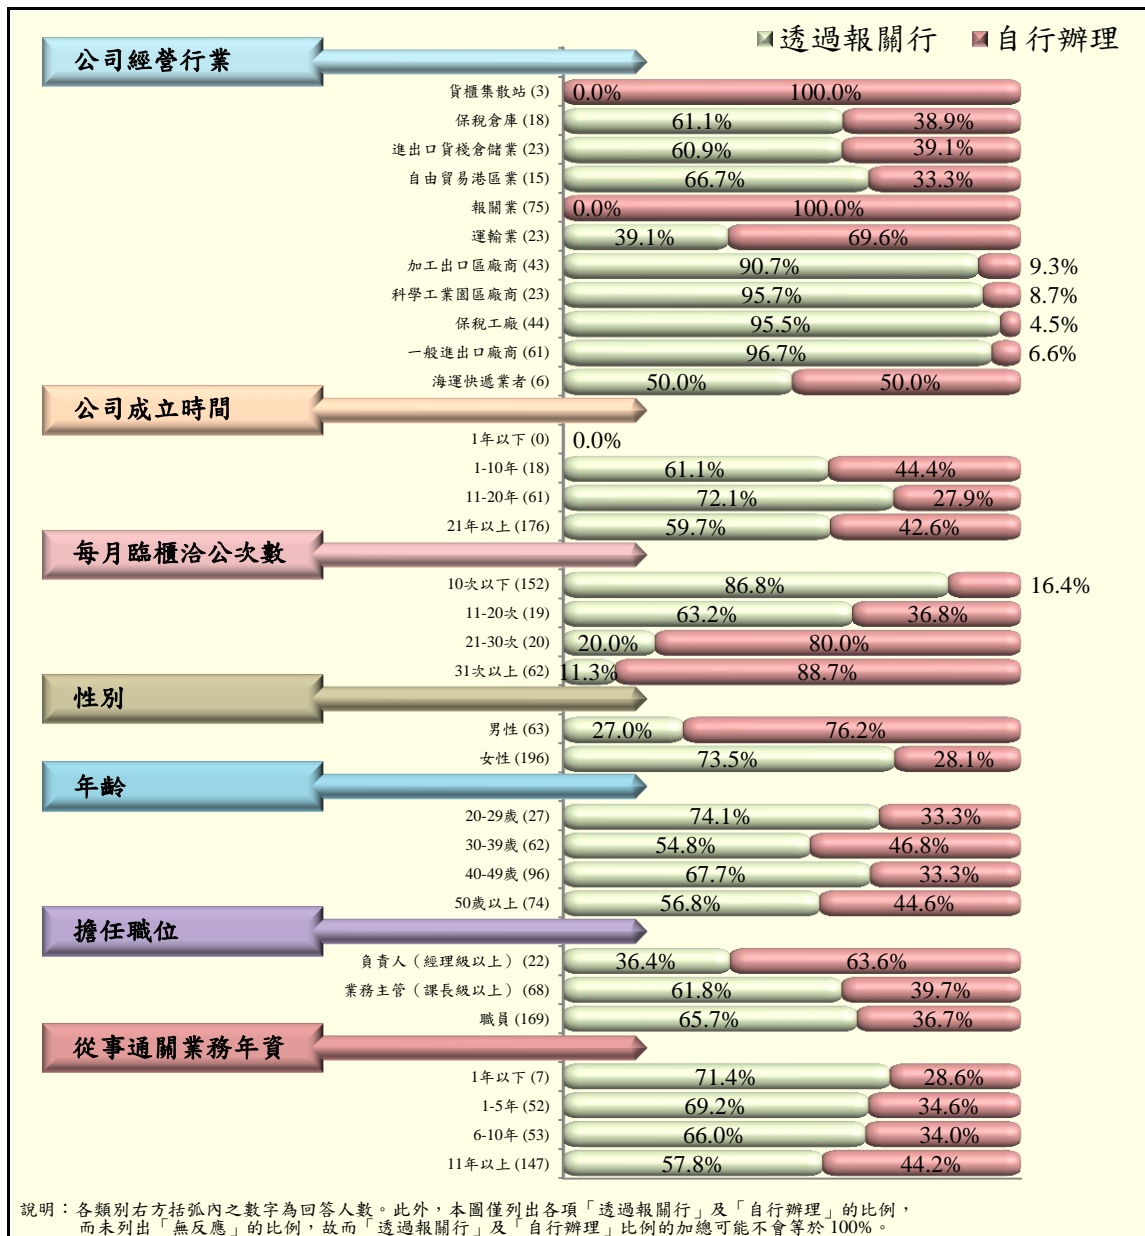 透過報關行 自行辦理
公司經營行業
貨櫃集散站 (3) 0.0% 100.0%
保稅倉庫 (18) 61.1% 38.9%
進出口貨棧倉儲業 (23) 60.9% 39.1%
自由貿易港區業 (15) 66.7% 33.3%
報關業 (75) 0.0% 100.0%
運輸業 (23) 39.1% 69.6%
加工出口區廠商 (43) 90.7% 9.3%
科學工業園區廠商 (23) 95.7% 8.7%
保稅工廠 (44) 95.5% 4.5%
一般進出口廠商 (61) 96.7% 6.6%
海運快遞業者 (6) 50.0% 50.0%
公司成立時間
1年以下 (0) 0.0%
1-10年 (18) 61.1% 44.4%
11-20年 (61) 72.1% 27.9%
21年以上 (176) 59.7% 42.6%
每月臨櫃洽公次數
10次以下 (152) 86.8% 16.4%
11-20次 (19) 63.2% 36.8%
21-30次 (20) 20.0% 80.0%
31次以上 (62) 11.3% 88.7%
性別
男性 (63) 27.0% 76.2%
女性 (196) 73.5% 28.1%
年齡
20-29歲 (27) 74.1% 33.3%
30-39歲 (62) 54.8% 46.8%
40-49歲 (96) 67.7% 33.3%
50歲以上 (74) 56.8% 44.6%
擔任職位
負責人（經理級以上）(22) 36.4% 63.6%
業務主管（課長級以上）(68) 61.8% 39.7%
職員 (169) 65.7% 36.7%
從事通關業務年資
1年以下 (7) 71.4% 28.6%
1-5年 (52) 69.2% 34.6%
6-10年 (53) 66.0% 34.0%
11年以上 (147) 57.8% 44.2%
說明：各類別右方括弧內之數字為回答人數。此外，本圖僅列出各項「透過報關行」及「自行辦理」的比例，
而未列出「無反應」的比例，故而「透過報關行」及「自行辦理」比例的加總可能不會等於 100%。